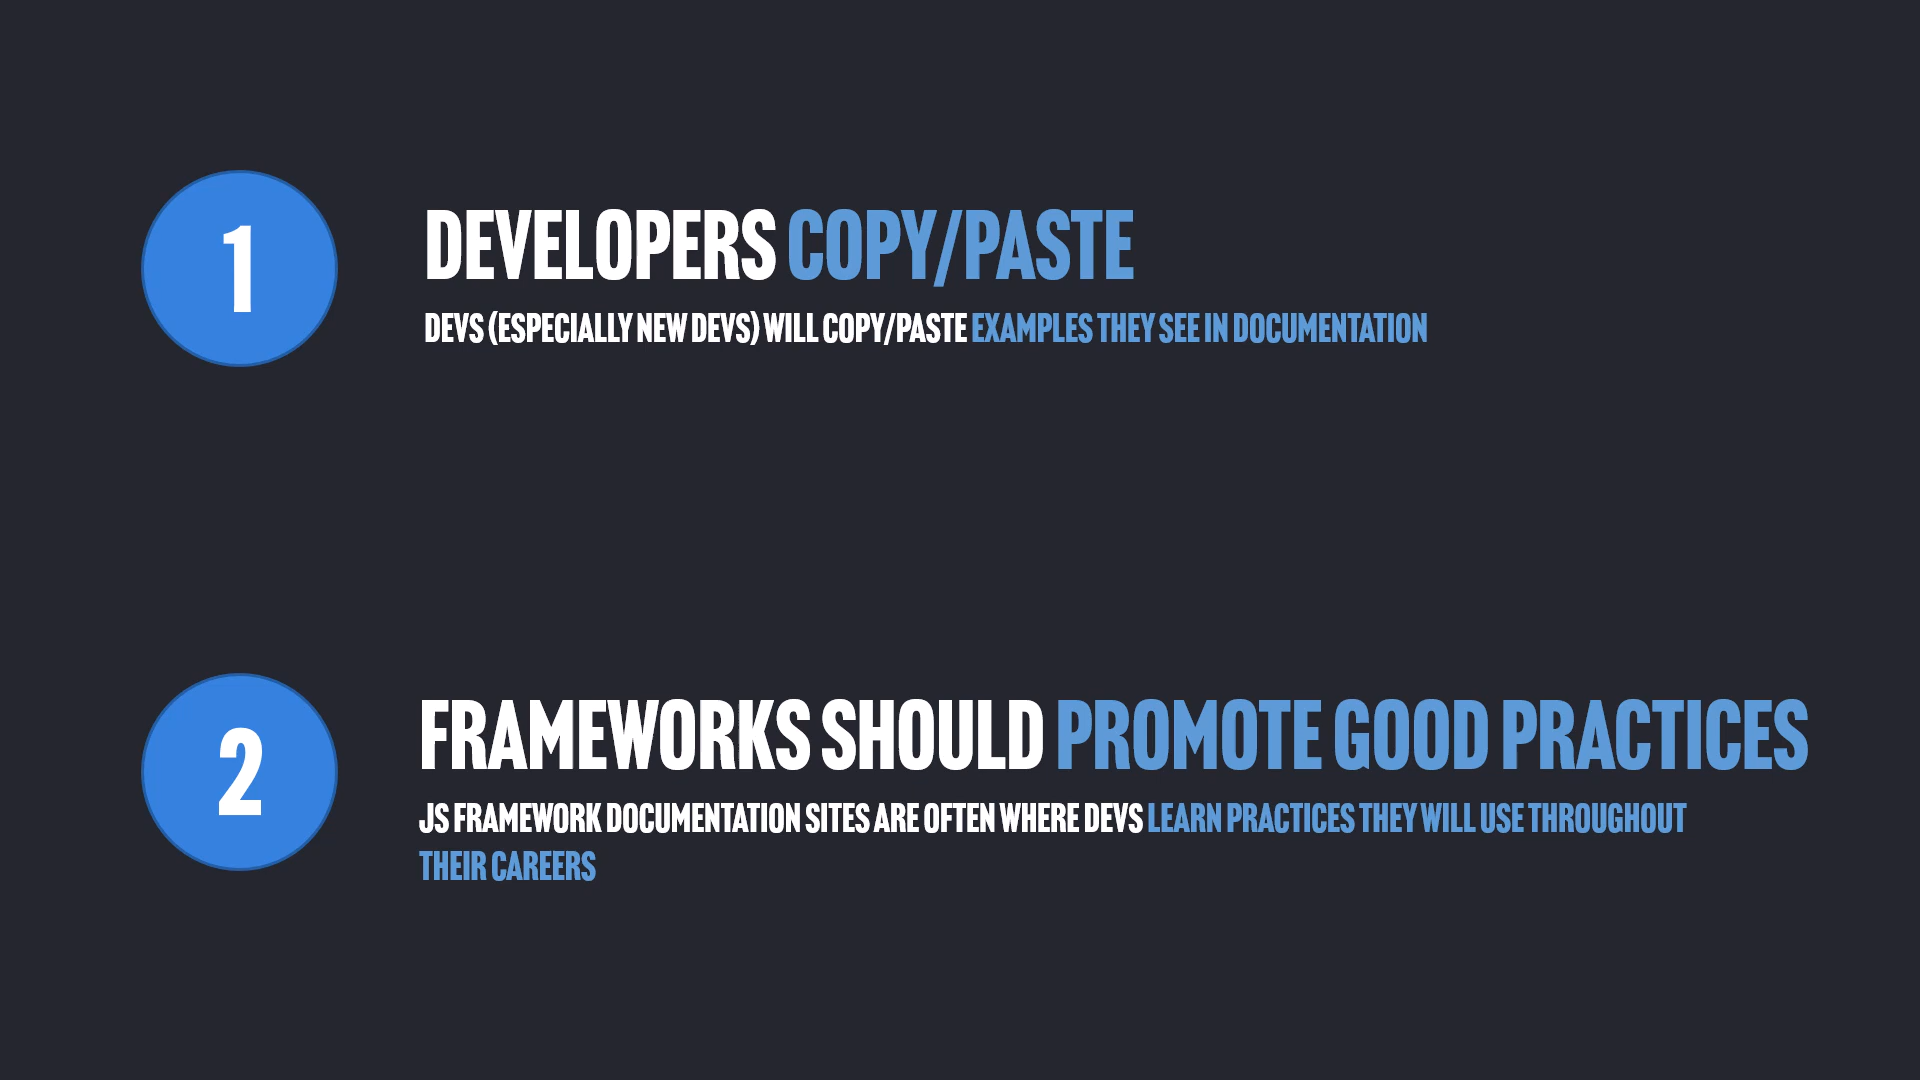 1
DEVELOPERS COPY/PASTE
DEVS (ESPECIALLY NEW DEVS) WILL COPY/PASTE EXAMPLES THEY SEE IN DOCUMENTATION
2
FRAMEWORKS SHOULD PROMOTE GOOD PRACTICES
JS FRAMEWORK DOCUMENTATION SITES ARE OFTEN WHERE DEVS LEARN PRACTICES THEY WILL USE THROUGHOUT
THEIR CAREERS